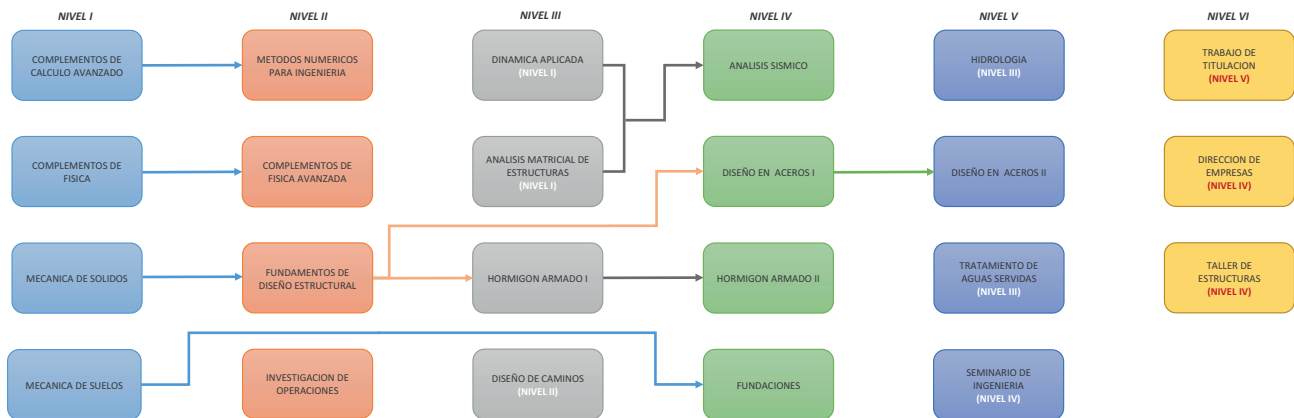 NIVEL I
NIVEL II
NIVEL III
NIVEL IV
NIVEL V
NIVEL VI
COMPLEMENTOS DE
CALCULO AVANZADO
METODOS NUMERICOS
PARA INGENIERIA
DINAMICA APLICADA
(NIVEL I)
ANALISIS SISMICO
HIDROLOGIA
(NIVEL III)
TRABAJO DE
TITULACION
(NIVEL V)
COMPLEMENTOS DE
FISICA
COMPLEMENTOS DE
FISICA AVANZADA
ANALISIS MATRICIAL DE
ESTRUCTURAS
(NIVEL I)
DISEÑO EN ACEROS I
DISEÑO EN ACEROS II
DIRECCION DE
EMPRESAS
(NIVEL IV)
MECANICA DE SOLIDOS
FUNDAMENTOS DE
DISEÑO ESTRUCTURAL
HORMIGON ARMADO I
HORMIGON ARMADO II
TRATAMIENTO DE
AGUAS SERVIDAS
(NIVEL III)
TALLER DE
ESTRUCTURAS
(NIVEL IV)
MECANICA DE SUELOS
INVESTIGACION DE
OPERACIONES
DISEÑO DE CAMINOS
(NIVEL II)
FUNDACIONES
SEMINARIO DE
INGENIERIA
(NIVEL IV)